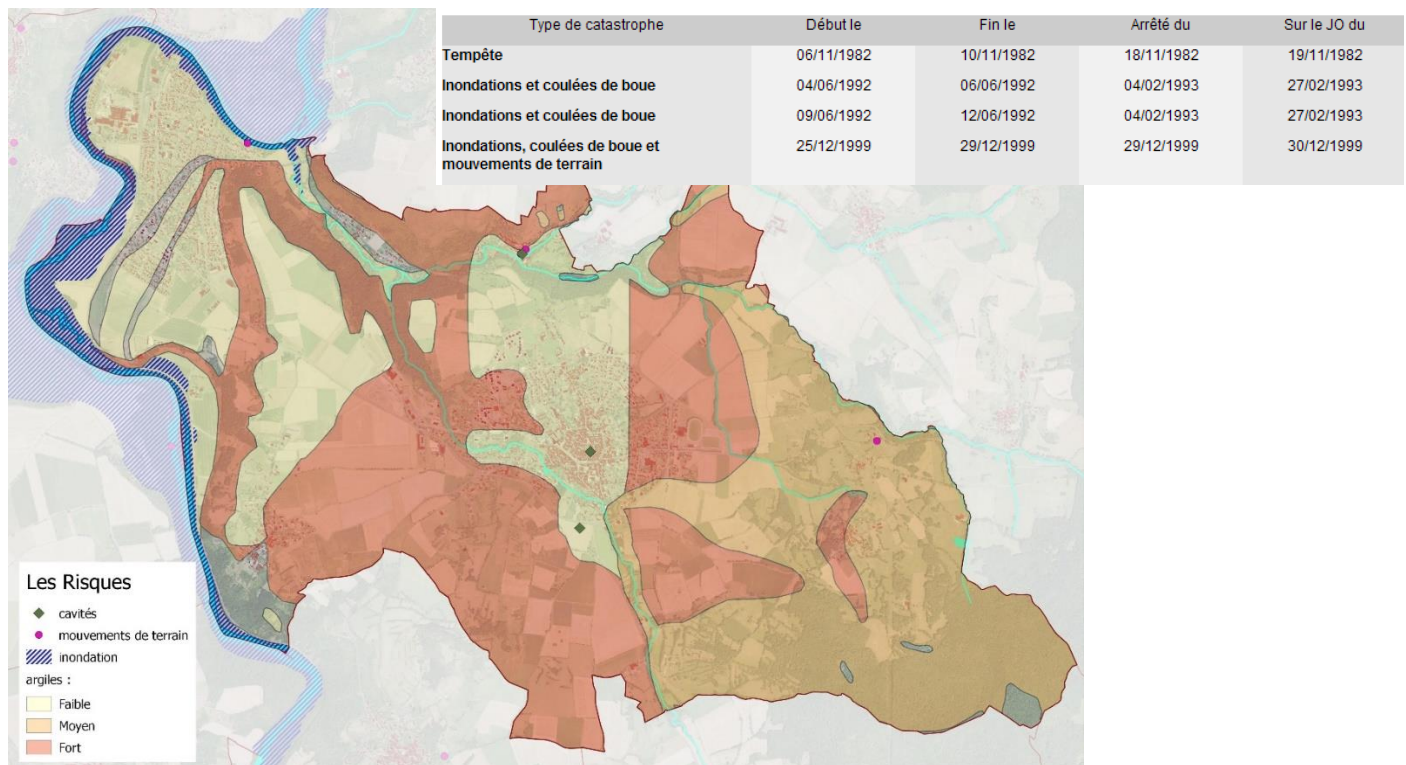 Type de catastrophe Début le Fin le Arrêté du Sur le JO du
Tempête 06/11/1982 10/11/1982 18/11/1982 19/11/1982
Inondations et coulées de boue 04/06/1992 06/06/1992 04/02/1993 27/02/1993
Inondations et coulées de boue 09/06/1992 12/06/1992 04/02/1993 27/02/1993
Inondations, coulées de boue et 25/12/1999 29/12/1999 29/12/1999 30/12/1999
mouvements de terrain
Les Risques
cavités
mouvements de terrain
inondation
argiles :
Faible
Moyen
Fort